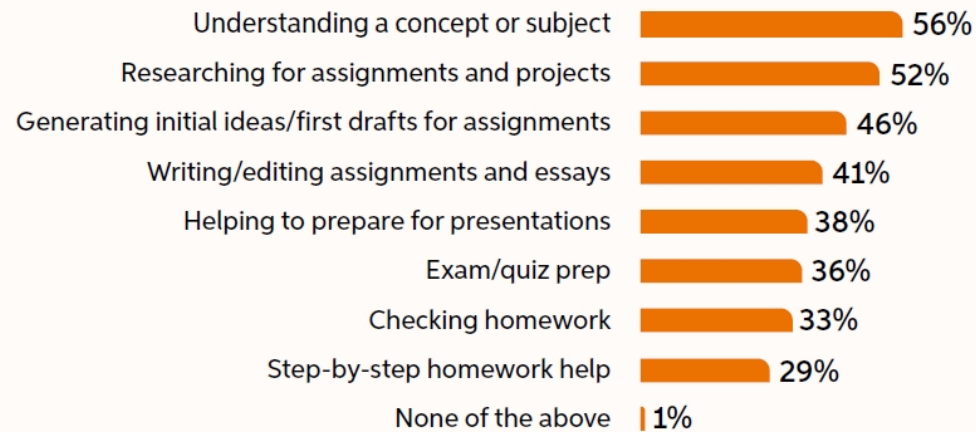 Understanding a concept or subject 56%
Researching for assignments and projects 52%
Generating initial ideas/first drafts for assignments 46%
Writing/editing assignments and essays 41%
Helping to prepare for presentations 38%
Exam/quiz prep 36%
Checking homework 33%
Step-by-step homework help 29%
None of the above 1%